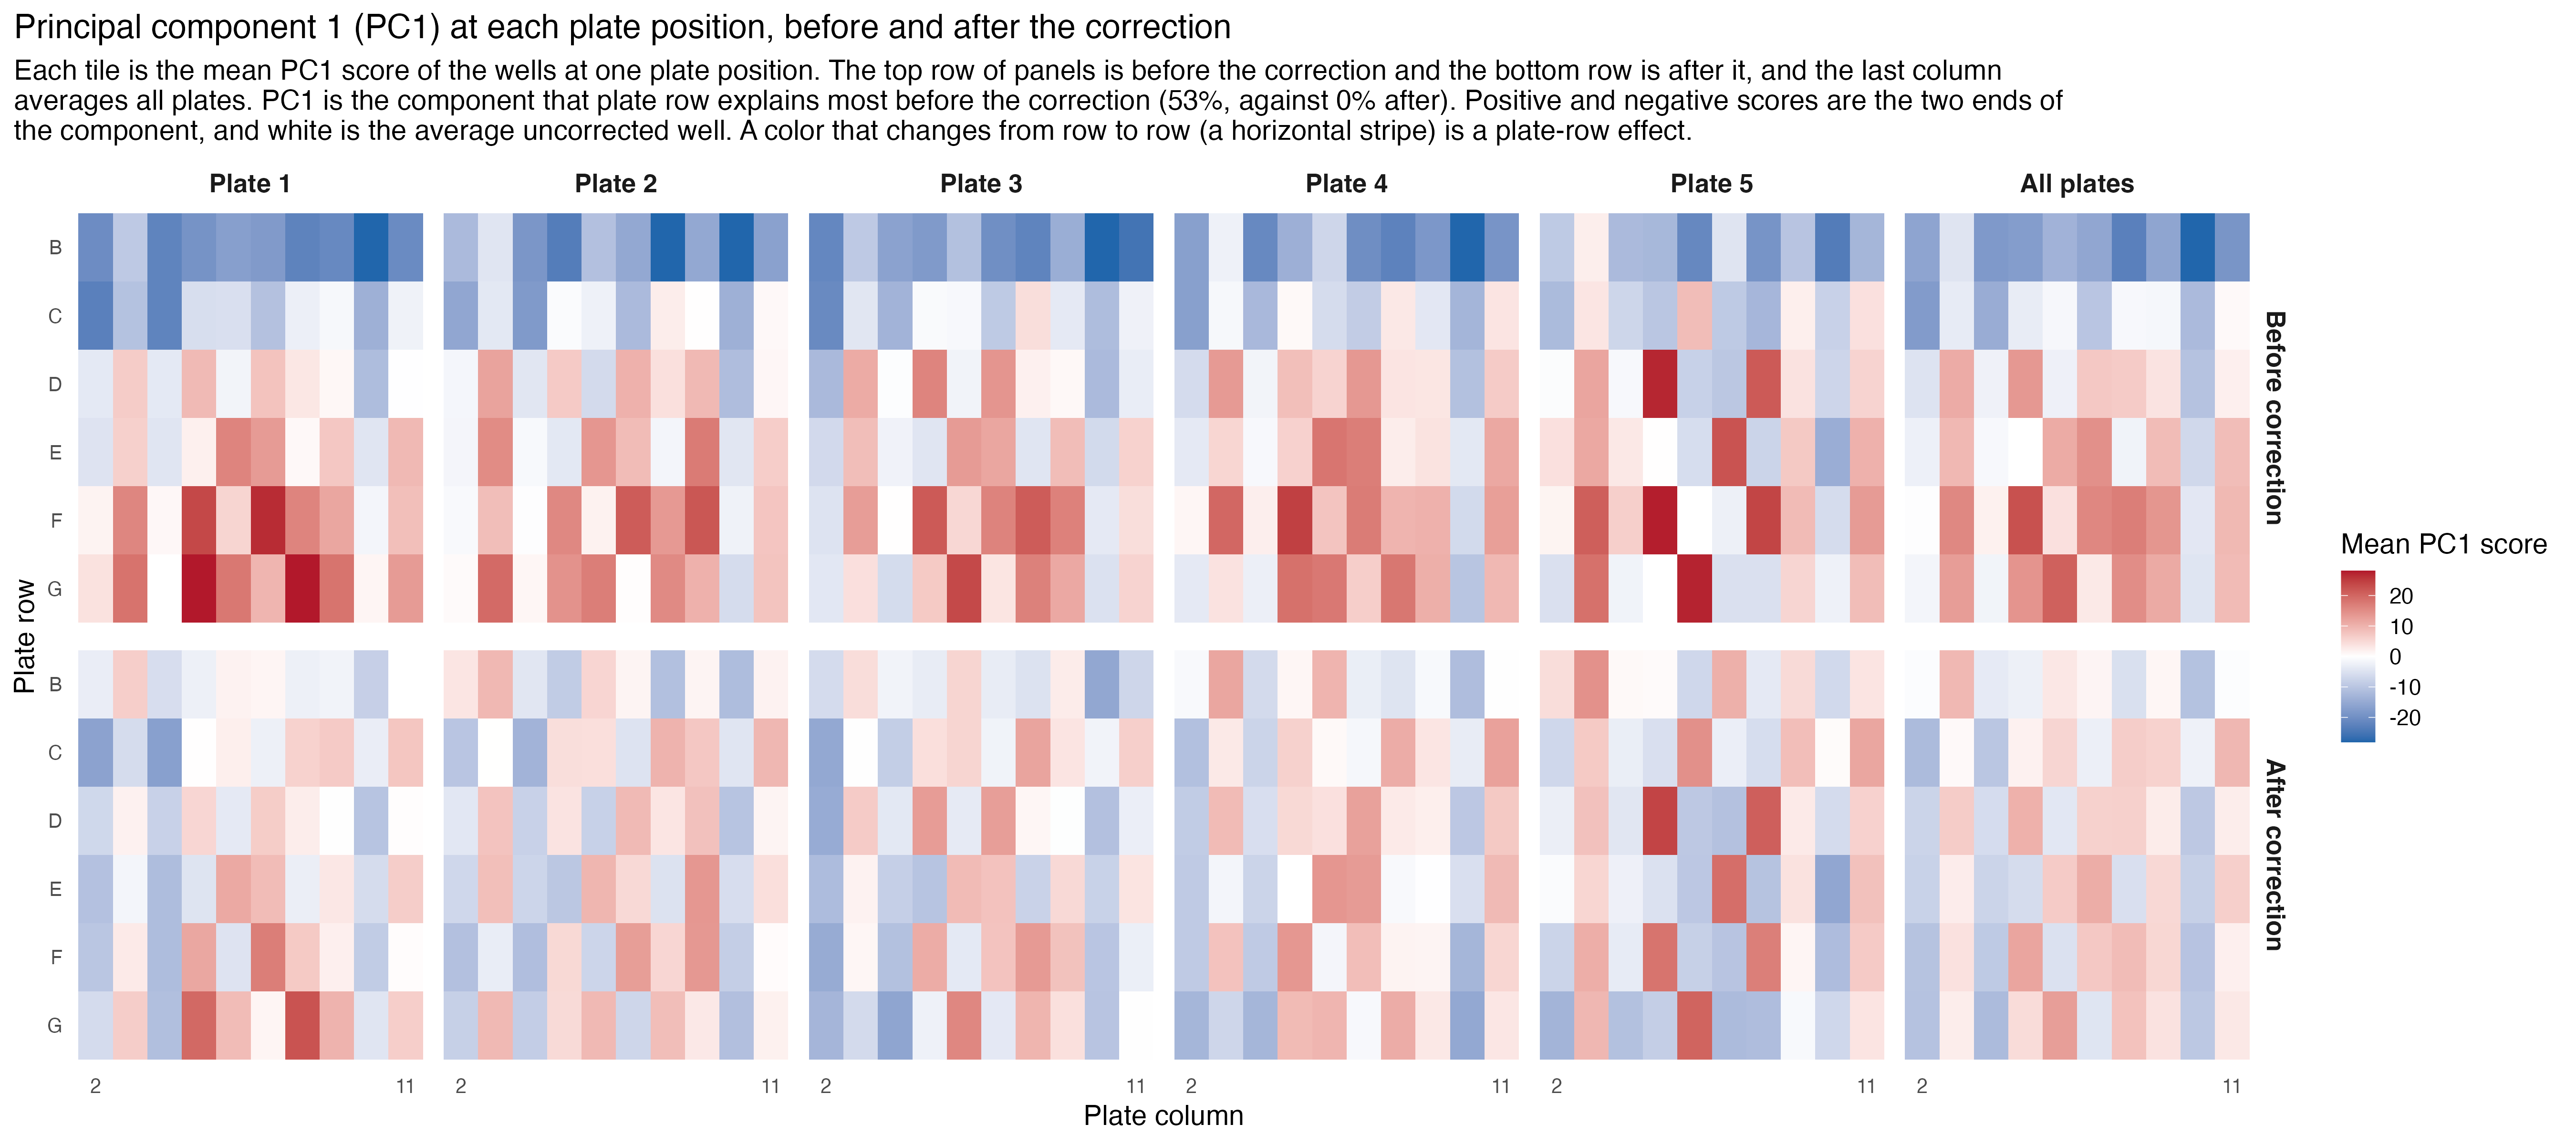 Principal component 1 (PC1) at each plate position, before and after the correction
Each tile is the mean PC1 score of the wells at one plate position. The top row of panels is before the correction and the bottom row is after it, and the last column
averages all plates. PC1 is the component that plate row explains most before the correction (53%, against 0% after). Positive and negative scores are the two ends of
the component, and white is the average uncorrected well. A color that changes from row to row (a horizontal stripe) is a plate-row effect.
Plate 1
Plate 2
Plate 3
Plate 4
Plate 5
All plates
B
C
D
E
F
G
Before correction
B
C
D
E
F
G
After correction
Plate row
2
11
2
11
2
11
2
11
2
11
2
11
Plate column
Mean PC1 score
20
10
0
-10
-20